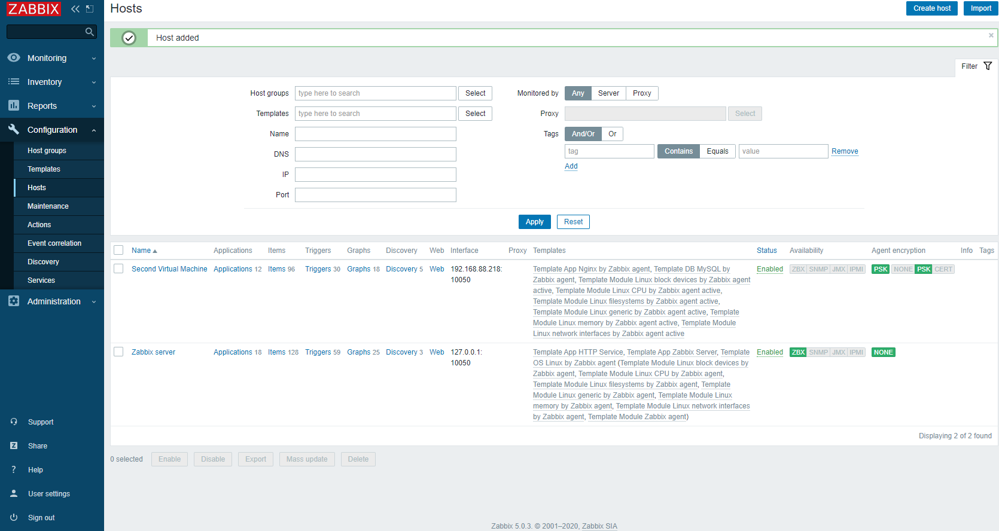 ZABBIX
Monitoring
Inventory
Reports
Configuration
Host groups
Templates
Hosts
Maintenance
Actions
Event correlation
Discovery
Services
Administration
Support
Z Share
? Help
User settings
Sign out
Hosts
Create host Import
Host added
Filter
Host groups type here to search Select
Templates type here to search Select
Name
DNS
IP
Port
Monitored by Any Server Proxy
Proxy Select
Tags And/Or Or
tag Contains Equals value Remove
Add
Apply Reset
Name Applications Items Triggers Graphs Discovery Web Interface Proxy Templates Status Availability Agent encryption Info Tags
Second Virtual Machine Applications 12 Items 96 Triggers 30 Graphs 18 Discovery 5 Web 192.168.88.218: Template App Nginx by Zabbix agent, Template DB MySQL by Enabled ZBX SNMP JMX IPMI PSK NONE PSK CERT
10050 Zabbix agent, Template Module Linux block devices by Zabbix agent
active, Template Module Linux CPU by Zabbix agent active,
Template Module Linux filesystems by Zabbix agent active,
Template Module Linux generic by Zabbix agent active, Template
Module Linux memory by Zabbix agent active, Template Module
Linux network interfaces by Zabbix agent active
Zabbix server Applications 18 Items 128 Triggers 59 Graphs 25 Discovery 3 Web 127.0.0.1: Template App HTTP Service, Template App Zabbix Server, Template Enabled ZBX SNMP JMX IPMI NONE
10050 OS Linux by Zabbix agent (Template Module Linux block devices by
Zabbix agent, Template Module Linux CPU by Zabbix agent,
Template Module Linux filesystems by Zabbix agent, Template
Module Linux generic by Zabbix agent, Template Module Linux
memory by Zabbix agent, Template Module Linux network interfaces
by Zabbix agent, Template Module Zabbix agent)
Displaying 2 of 2 found
0 selected Enable Disable Export Mass update Delete
Zabbix 5.0.3. © 2001–2020, Zabbix SIA